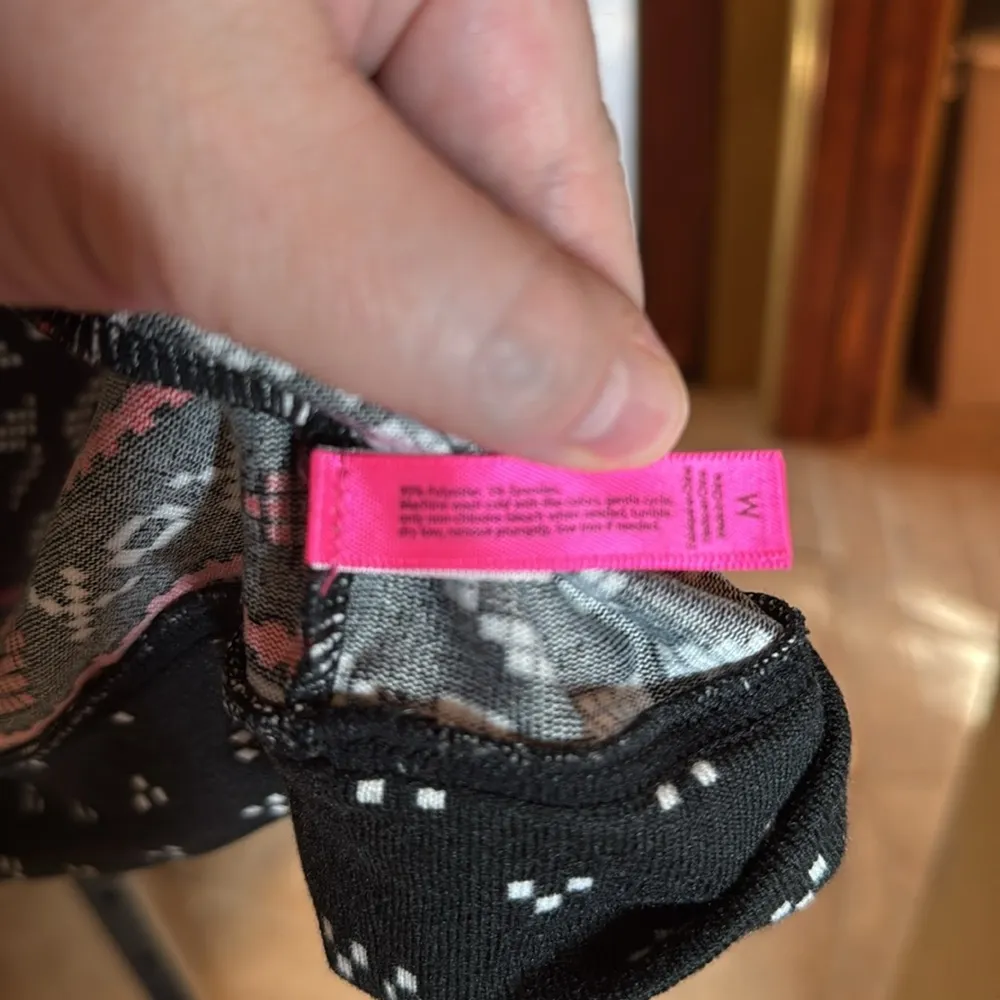 95% Polyester, 5% Spandex.
Machine wash cold with like colors, gentle cycle,
only non-chlorine bleach when needed, tumble
dry low, remove promptly, low iron if needed.
M